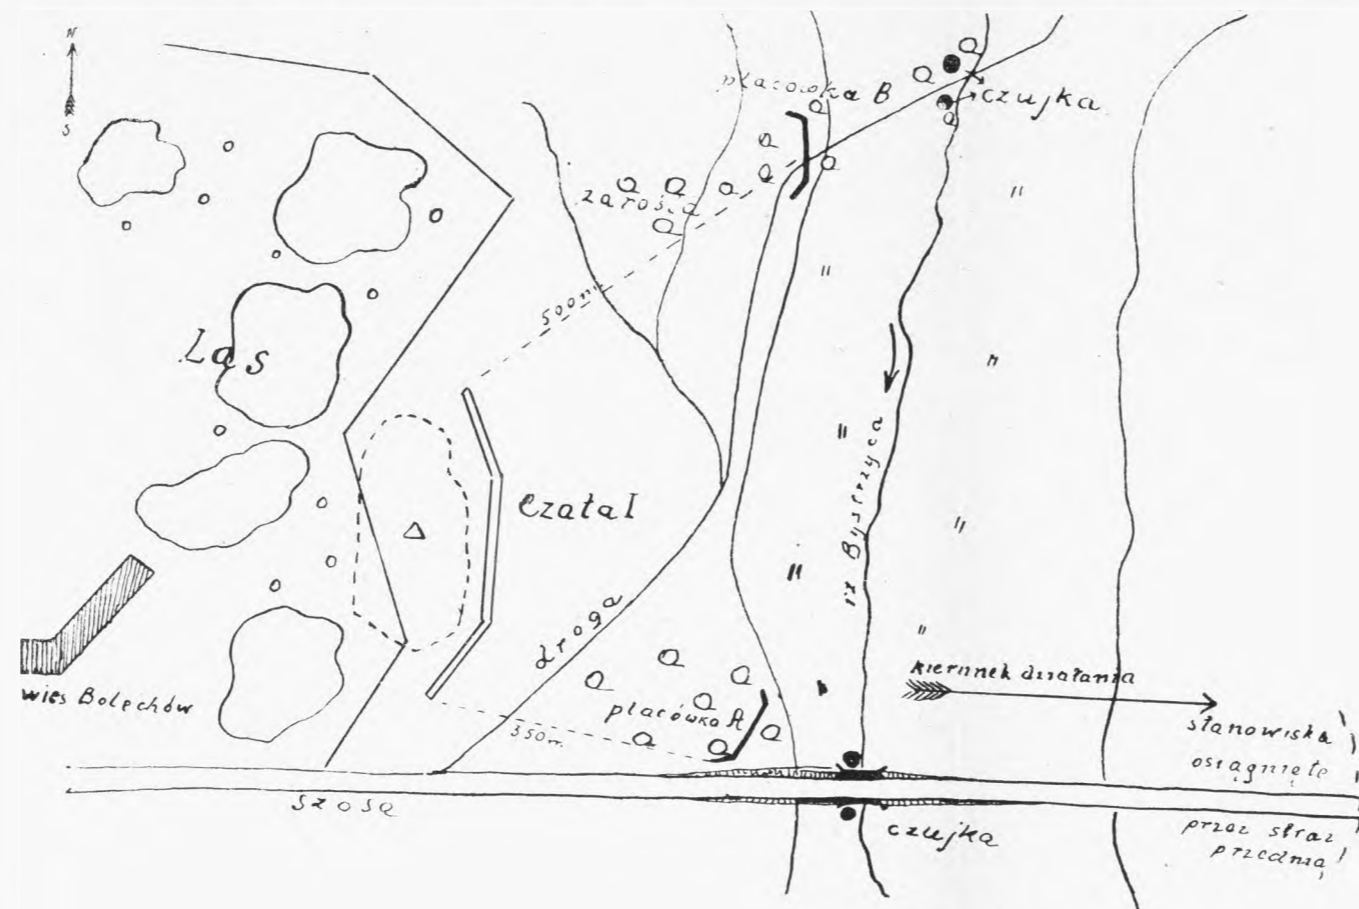 N
S
placówka B
czujka
zarośla
500m.
Las
Czata I
rz Bystrzyca
droga
wieś Bolechów
placówka A
350m.
kierunek działania
stanowiska
osiągnięte
przez straż
przednią
szosa
czujka